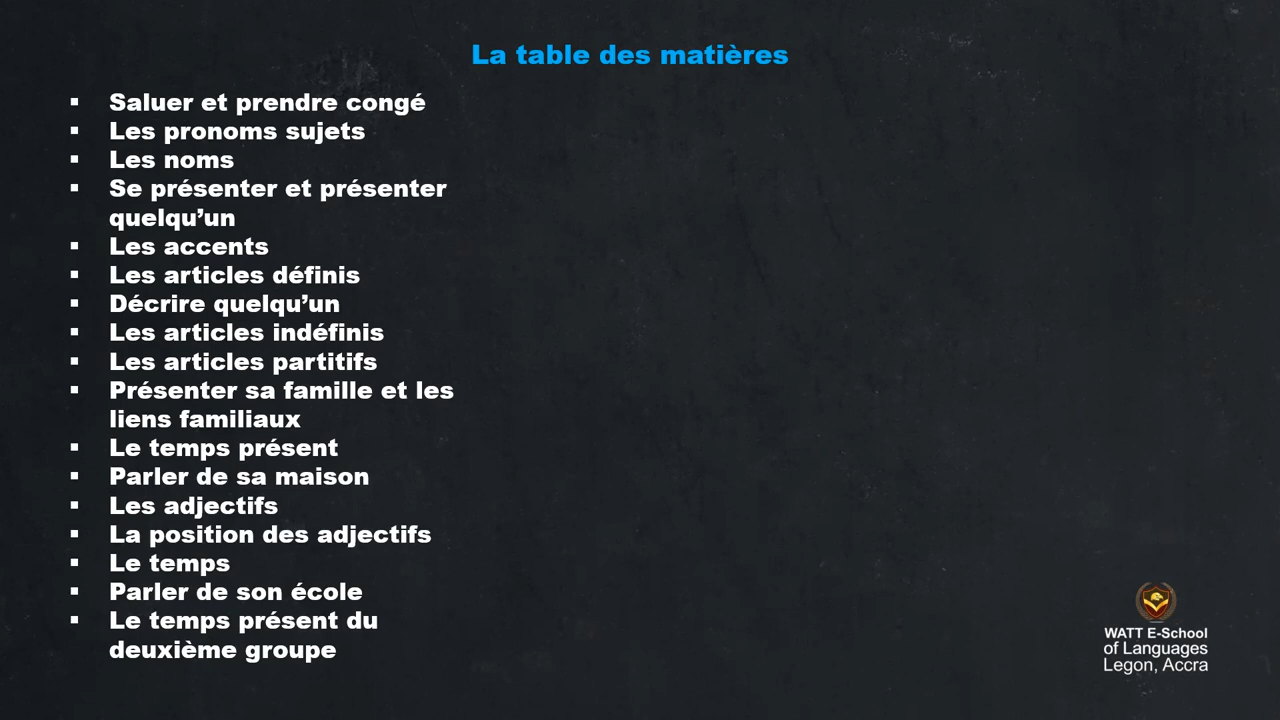 La table des matières
▪ Saluer et prendre congé
▪ Les pronoms sujets
▪ Les noms
▪ Se présenter et présenter
quelqu’un
▪ Les accents
▪ Les articles définis
▪ Décrire quelqu’un
▪ Les articles indéfinis
▪ Les articles partitifs
▪ Présenter sa famille et les
liens familiaux
▪ Le temps présent
▪ Parler de sa maison
▪ Les adjectifs
▪ La position des adjectifs
▪ Le temps
▪ Parler de son école
▪ Le temps présent du
deuxième groupe
WATT E-School
of Languages
Legon, Accra